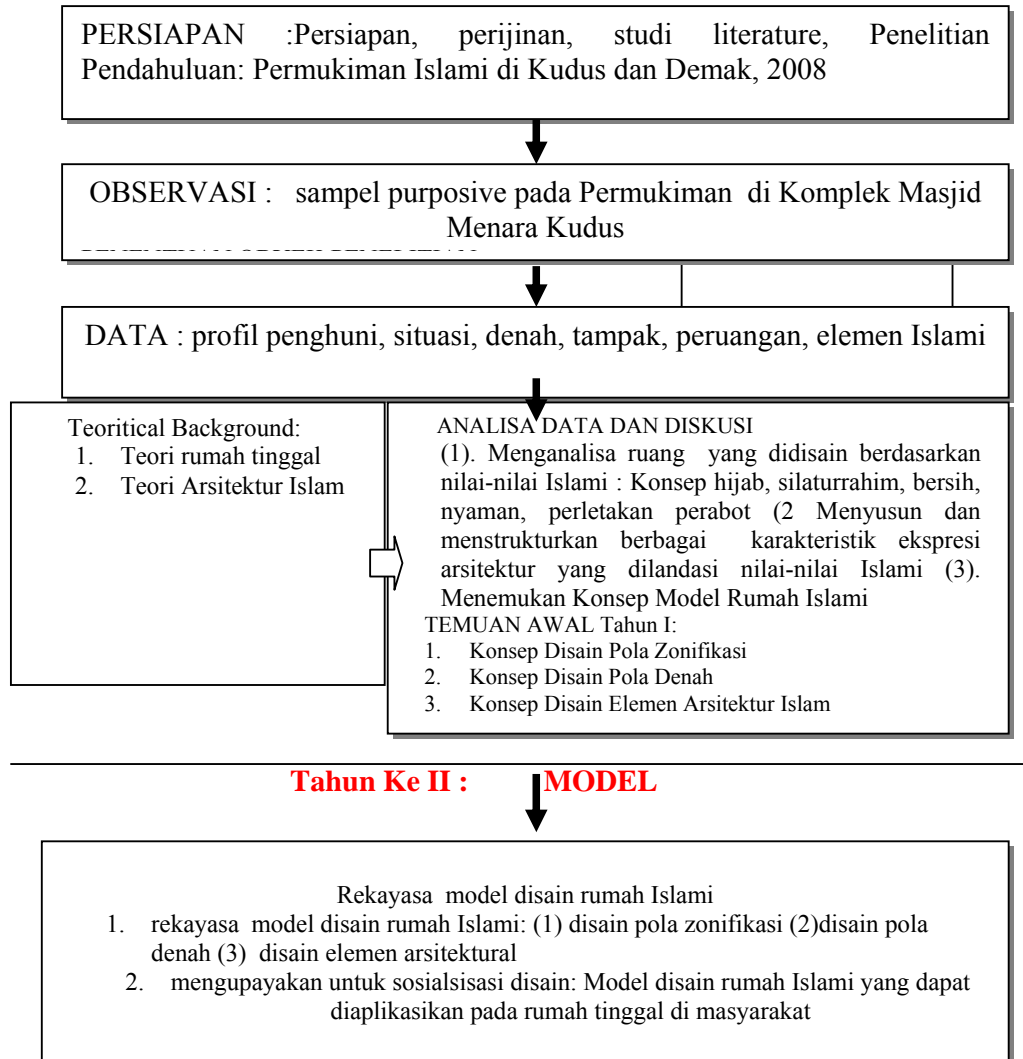 PERSIAPAN :Persiapan, perijinan, studi literature, Penelitian
Pendahuluan: Permukiman Islami di Kudus dan Demak, 2008
OBSERVASI : sampel purposive pada Permukiman di Komplek Masjid
Menara Kudus
DATA : profil penghuni, situasi, denah, tampak, peruangan, elemen Islami
Teoritical Background:
1. Teori rumah tinggal
2. Teori Arsitektur Islam
ANALISA DATA DAN DISKUSI
(1). Menganalisa ruang yang didisain berdasarkan
nilai-nilai Islami : Konsep hijab, silaturrahim, bersih,
nyaman, perletakan perabot (2 Menyusun dan
menstrukturkan berbagai karakteristik ekspresi
arsitektur yang dilandasi nilai-nilai Islami (3).
Menemukan Konsep Model Rumah Islami
TEMUAN AWAL Tahun I:
1. Konsep Disain Pola Zonifikasi
2. Konsep Disain Pola Denah
3. Konsep Disain Elemen Arsitektur Islam
Tahun Ke II : MODEL
Rekayasa model disain rumah Islami
1. rekayasa model disain rumah Islami: (1) disain pola zonifikasi (2)disain pola
denah (3) disain elemen arsitektural
2. mengupayakan untuk sosialsisasi disain: Model disain rumah Islami yang dapat
diaplikasikan pada rumah tinggal di masyarakat